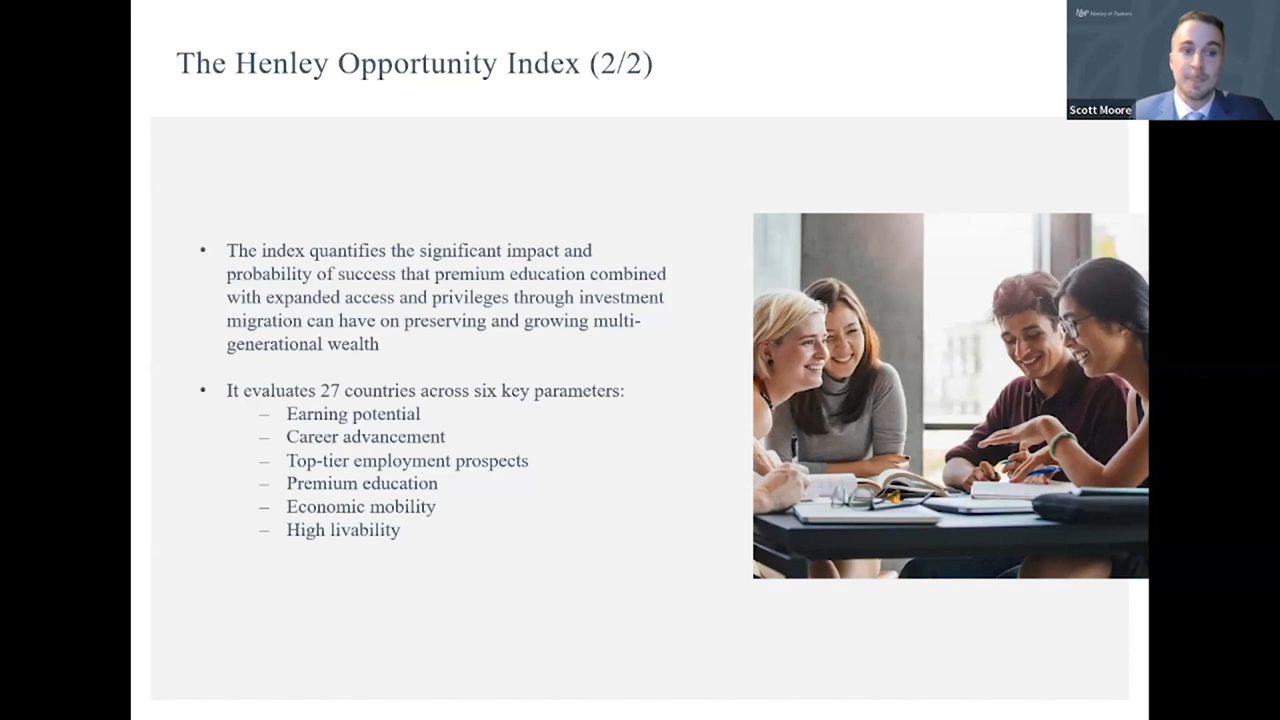 The Henley Opportunity Index (2/2)
Henley & Partners
Scott Moore
• The index quantifies the significant impact and
probability of success that premium education combined
with expanded access and privileges through investment
migration can have on preserving and growing multi-
generational wealth
• It evaluates 27 countries across six key parameters:
– Earning potential
– Career advancement
– Top-tier employment prospects
– Premium education
– Economic mobility
– High livability